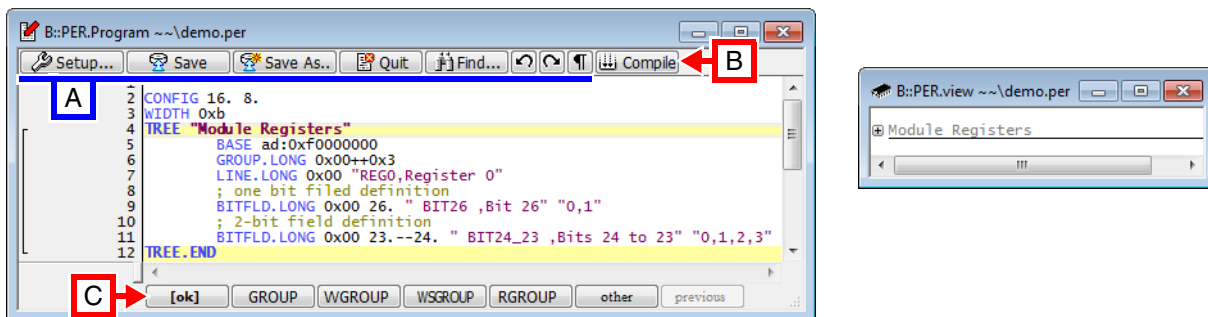 B::PER.Program ~~\demo.per
Setup... Save Save As.. Quit Find... ¶ Compile
B
A
1
2 CONFIG 16. 8.
3 WIDTH 0xb
4 TREE "Module Registers"
5 BASE ad:0xf0000000
6 GROUP.LONG 0x00++0x3
7 LINE.LONG 0x00 "REG0,Register 0"
8 ; one bit filed definition
9 BITFLD.LONG 0x00 26. " BIT26 ,Bit 26" "0,1"
10 ; 2-bit field definition
11 BITFLD.LONG 0x00 23.--24. " BIT24_23 ,Bits 24 to 23" "0,1,2,3"
12 TREE.END
C
[ok] GROUP WGROUP WSGROUP RGROUP other previous
B::PER.view ~~\demo.per
Module Registers